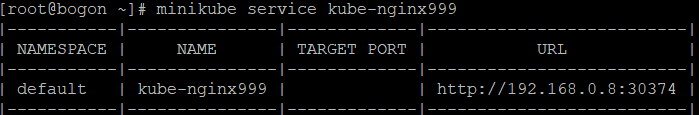 [root@bogon ~]# minikube service kube-nginx999
|-----------|---------------|-------------|--------------------------|
| NAMESPACE | NAME | TARGET PORT | URL |
|-----------|---------------|-------------|--------------------------|
| default | kube-nginx999 | | http://192.168.0.8:30374 |
|-----------|---------------|-------------|--------------------------|